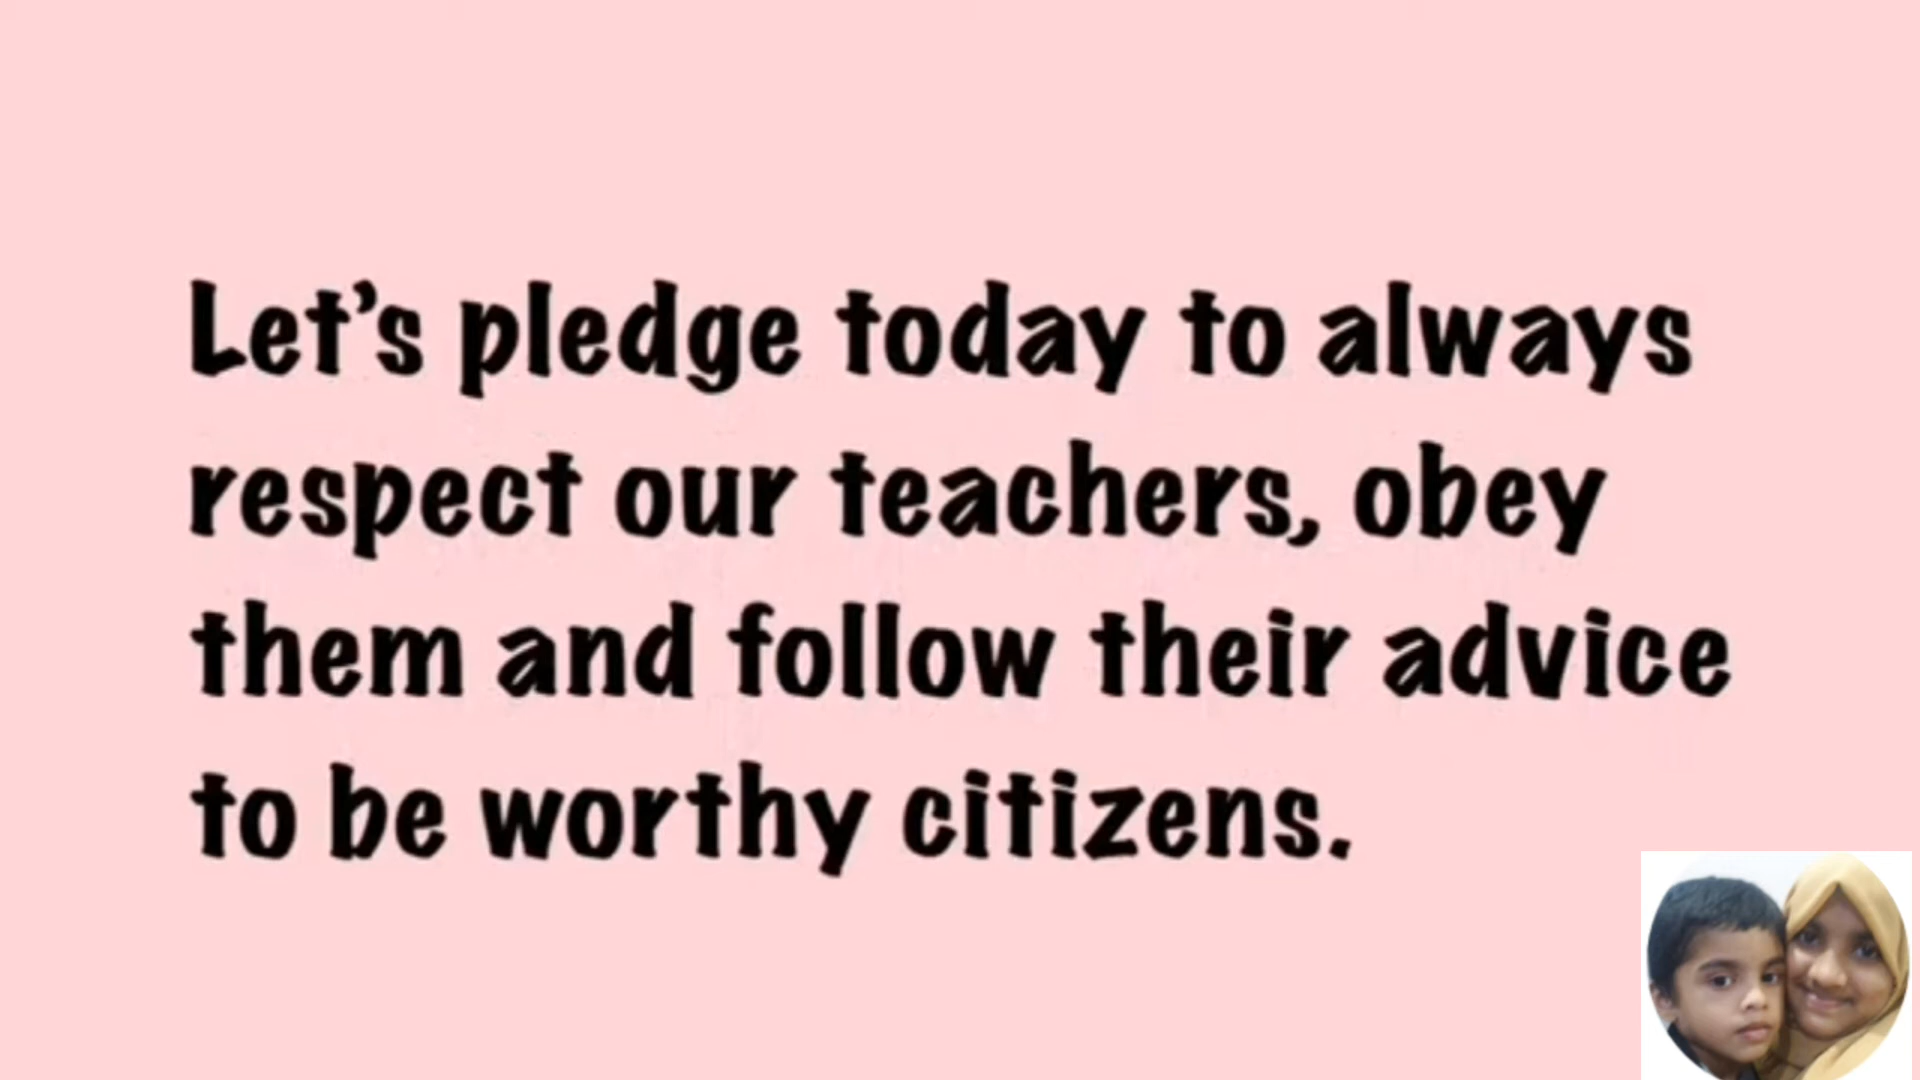 Let’s pledge today to always
respect our teachers, obey
them and follow their advice
to be worthy citizens.